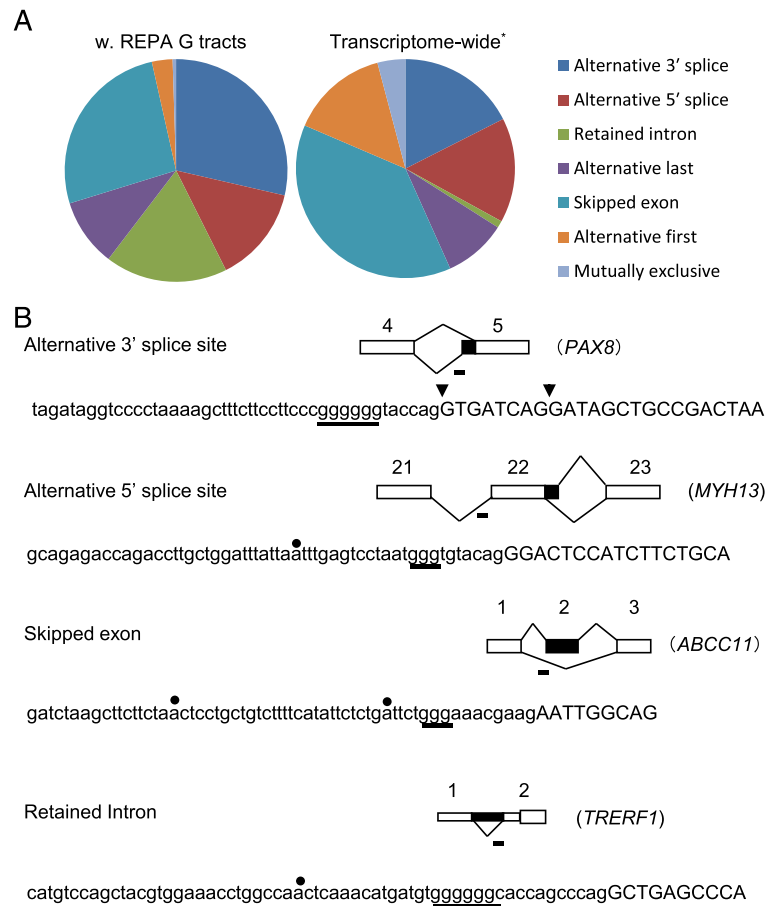 A
w. REPA G tracts
Transcriptome-wide*
Alternative 3′ splice
Alternative 5′ splice
Retained intron
Alternative last
Skipped exon
Alternative first
Mutually exclusive
B
Alternative 3’ splice site
4 5
(PAX8)
tagataggtcccctaaaagctttcttccttcccggggggtaccagGTGATCAGGATAGCTGCCGACTAA
Alternative 5’ splice site
21 22 23
(MYH13)
gcagagaccagaccttgctggatttattaatttgagtcctaatgggtgtacagGGACTCCATCTTCTGCA
Skipped exon
1 2 3
(ABCC11)
gatctaagcttcttctaactcctgctgtcttttcatattctctgattctgggaaacgaagAATTGGCAG
Retained Intron
1 2
(TRERF1)
catgtccagctacgtggaaacctggccaactcaaacatgatgtggggggcaccagcccagGCTGAGCCCA